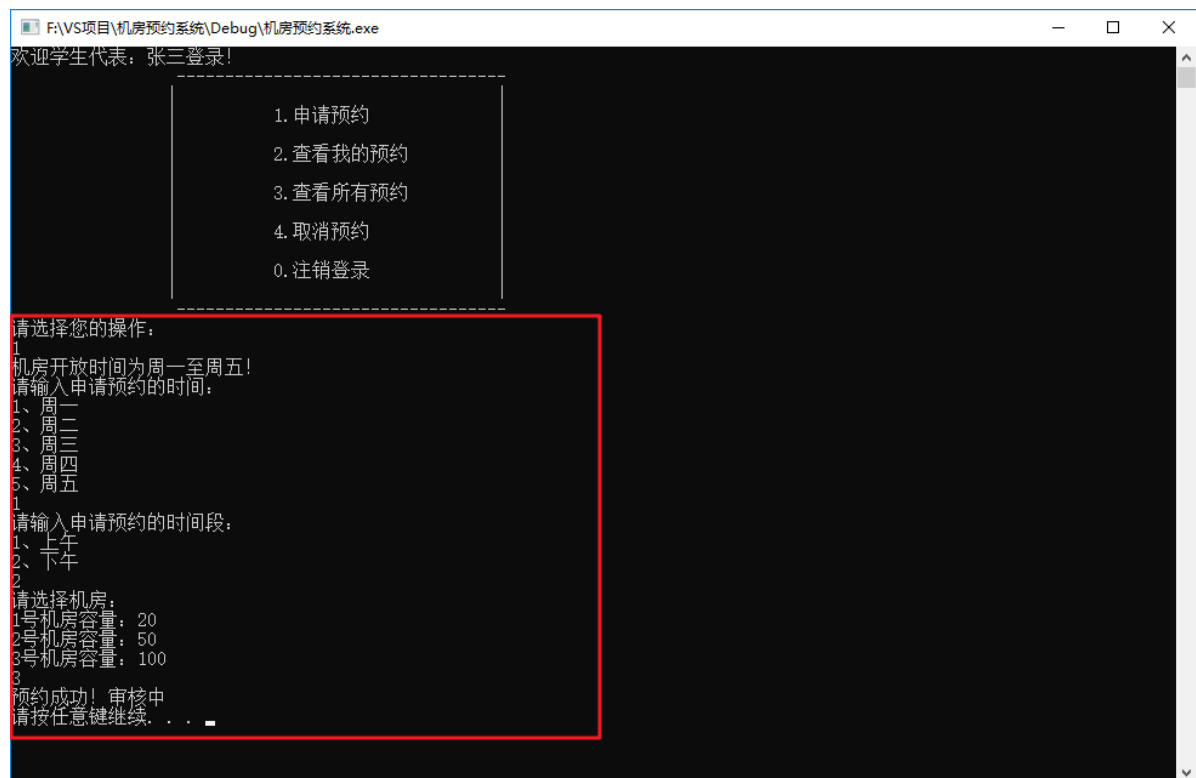 F:\VS项目\机房预约系统\Debug\机房预约系统.exe
欢迎学生代表：张三登录！
----------------------------------
1.申请预约
2.查看我的预约
3.查看所有预约
4.取消预约
0.注销登录
----------------------------------
请选择您的操作：
1
机房开放时间为周一至周五！
请输入申请预约的时间：
1、周一
2、周二
3、周三
4、周四
5、周五
1
请输入申请预约的时间段：
1、上午
2、下午
2
请选择机房：
1号机房容量：20
2号机房容量：50
3号机房容量：100
3
预约成功！审核中
请按任意键继续. . .